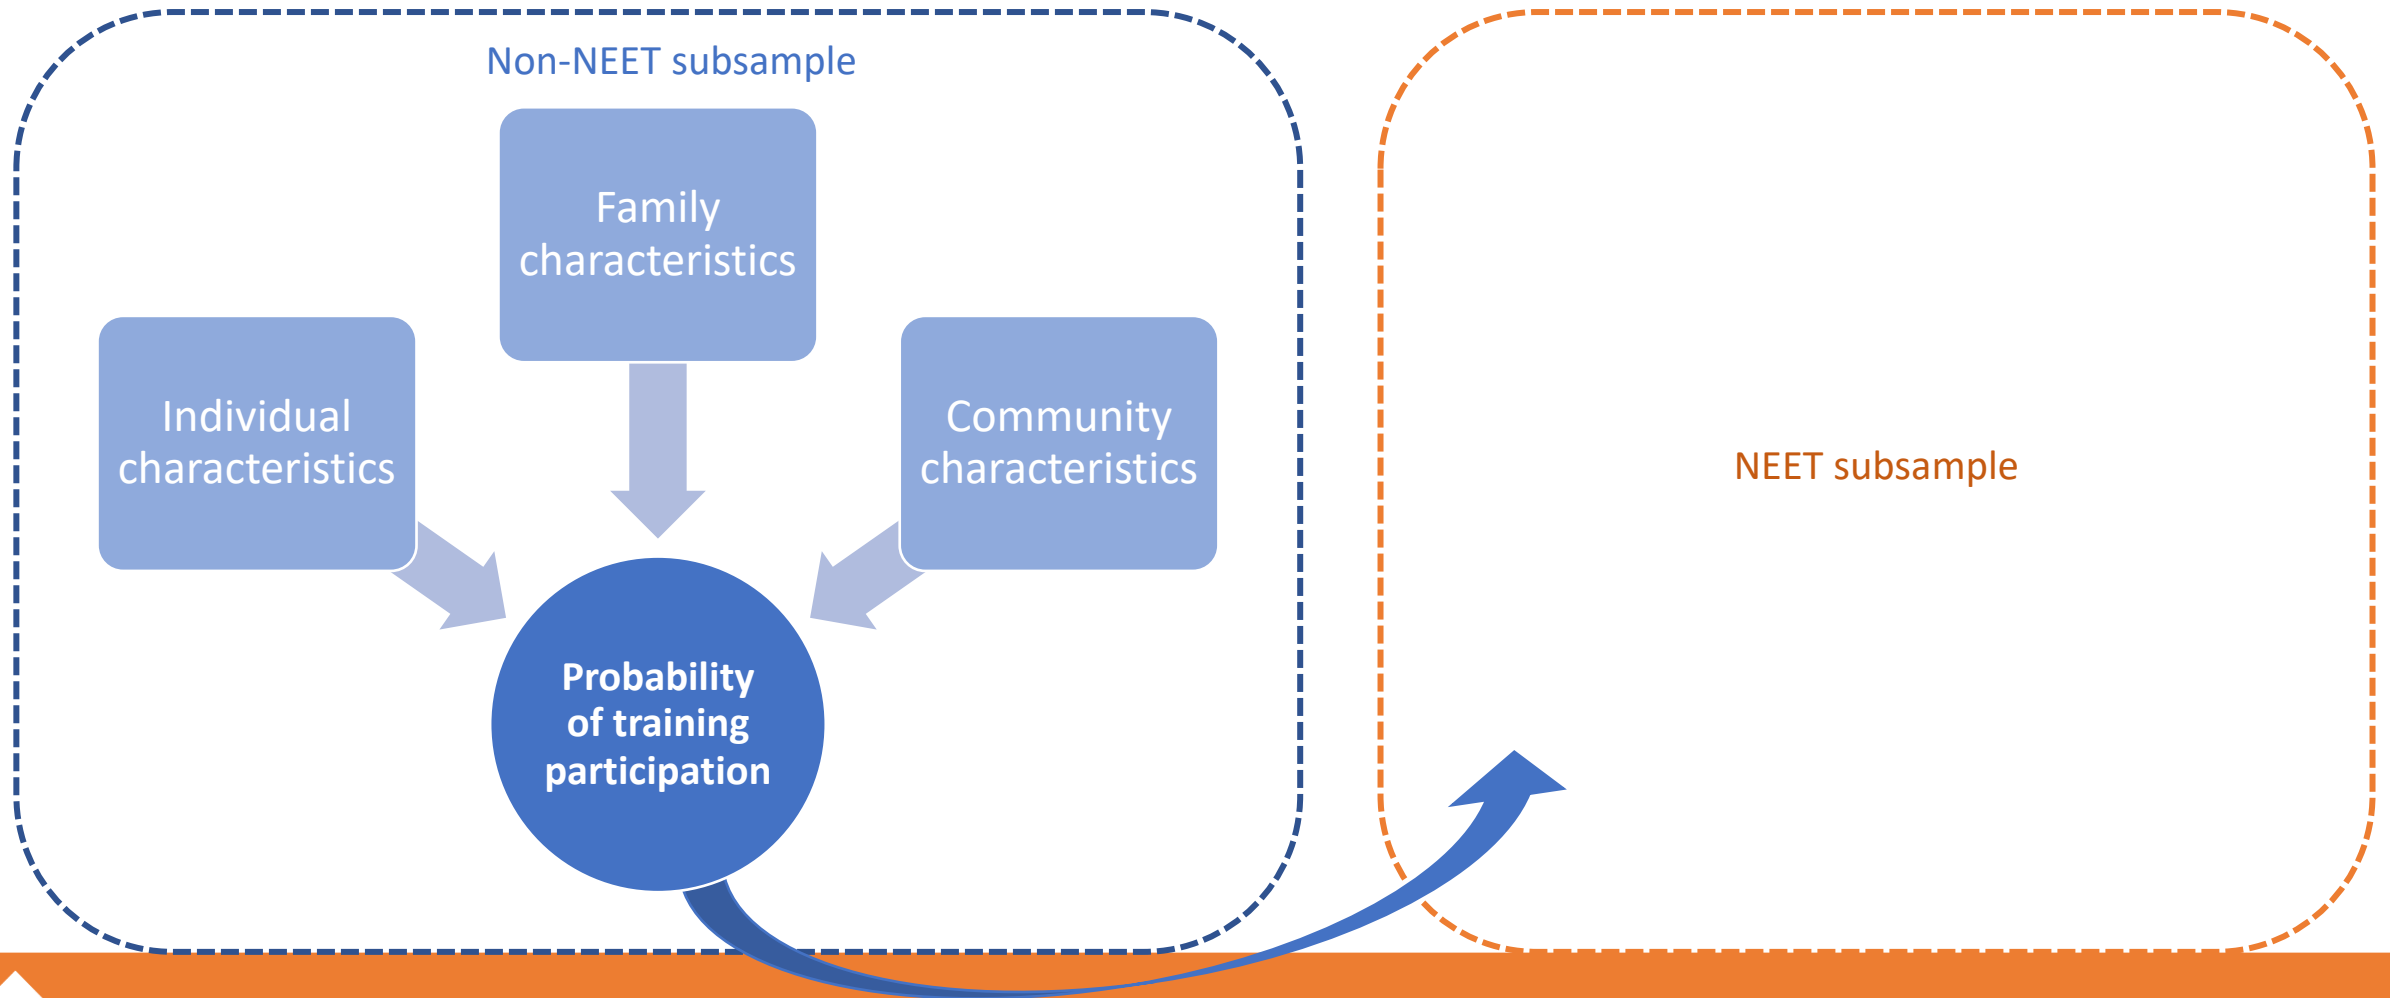 Non-NEET subsample
Family
characteristics
Individual
characteristics
Community
characteristics
Probability
of training
participation
NEET subsample